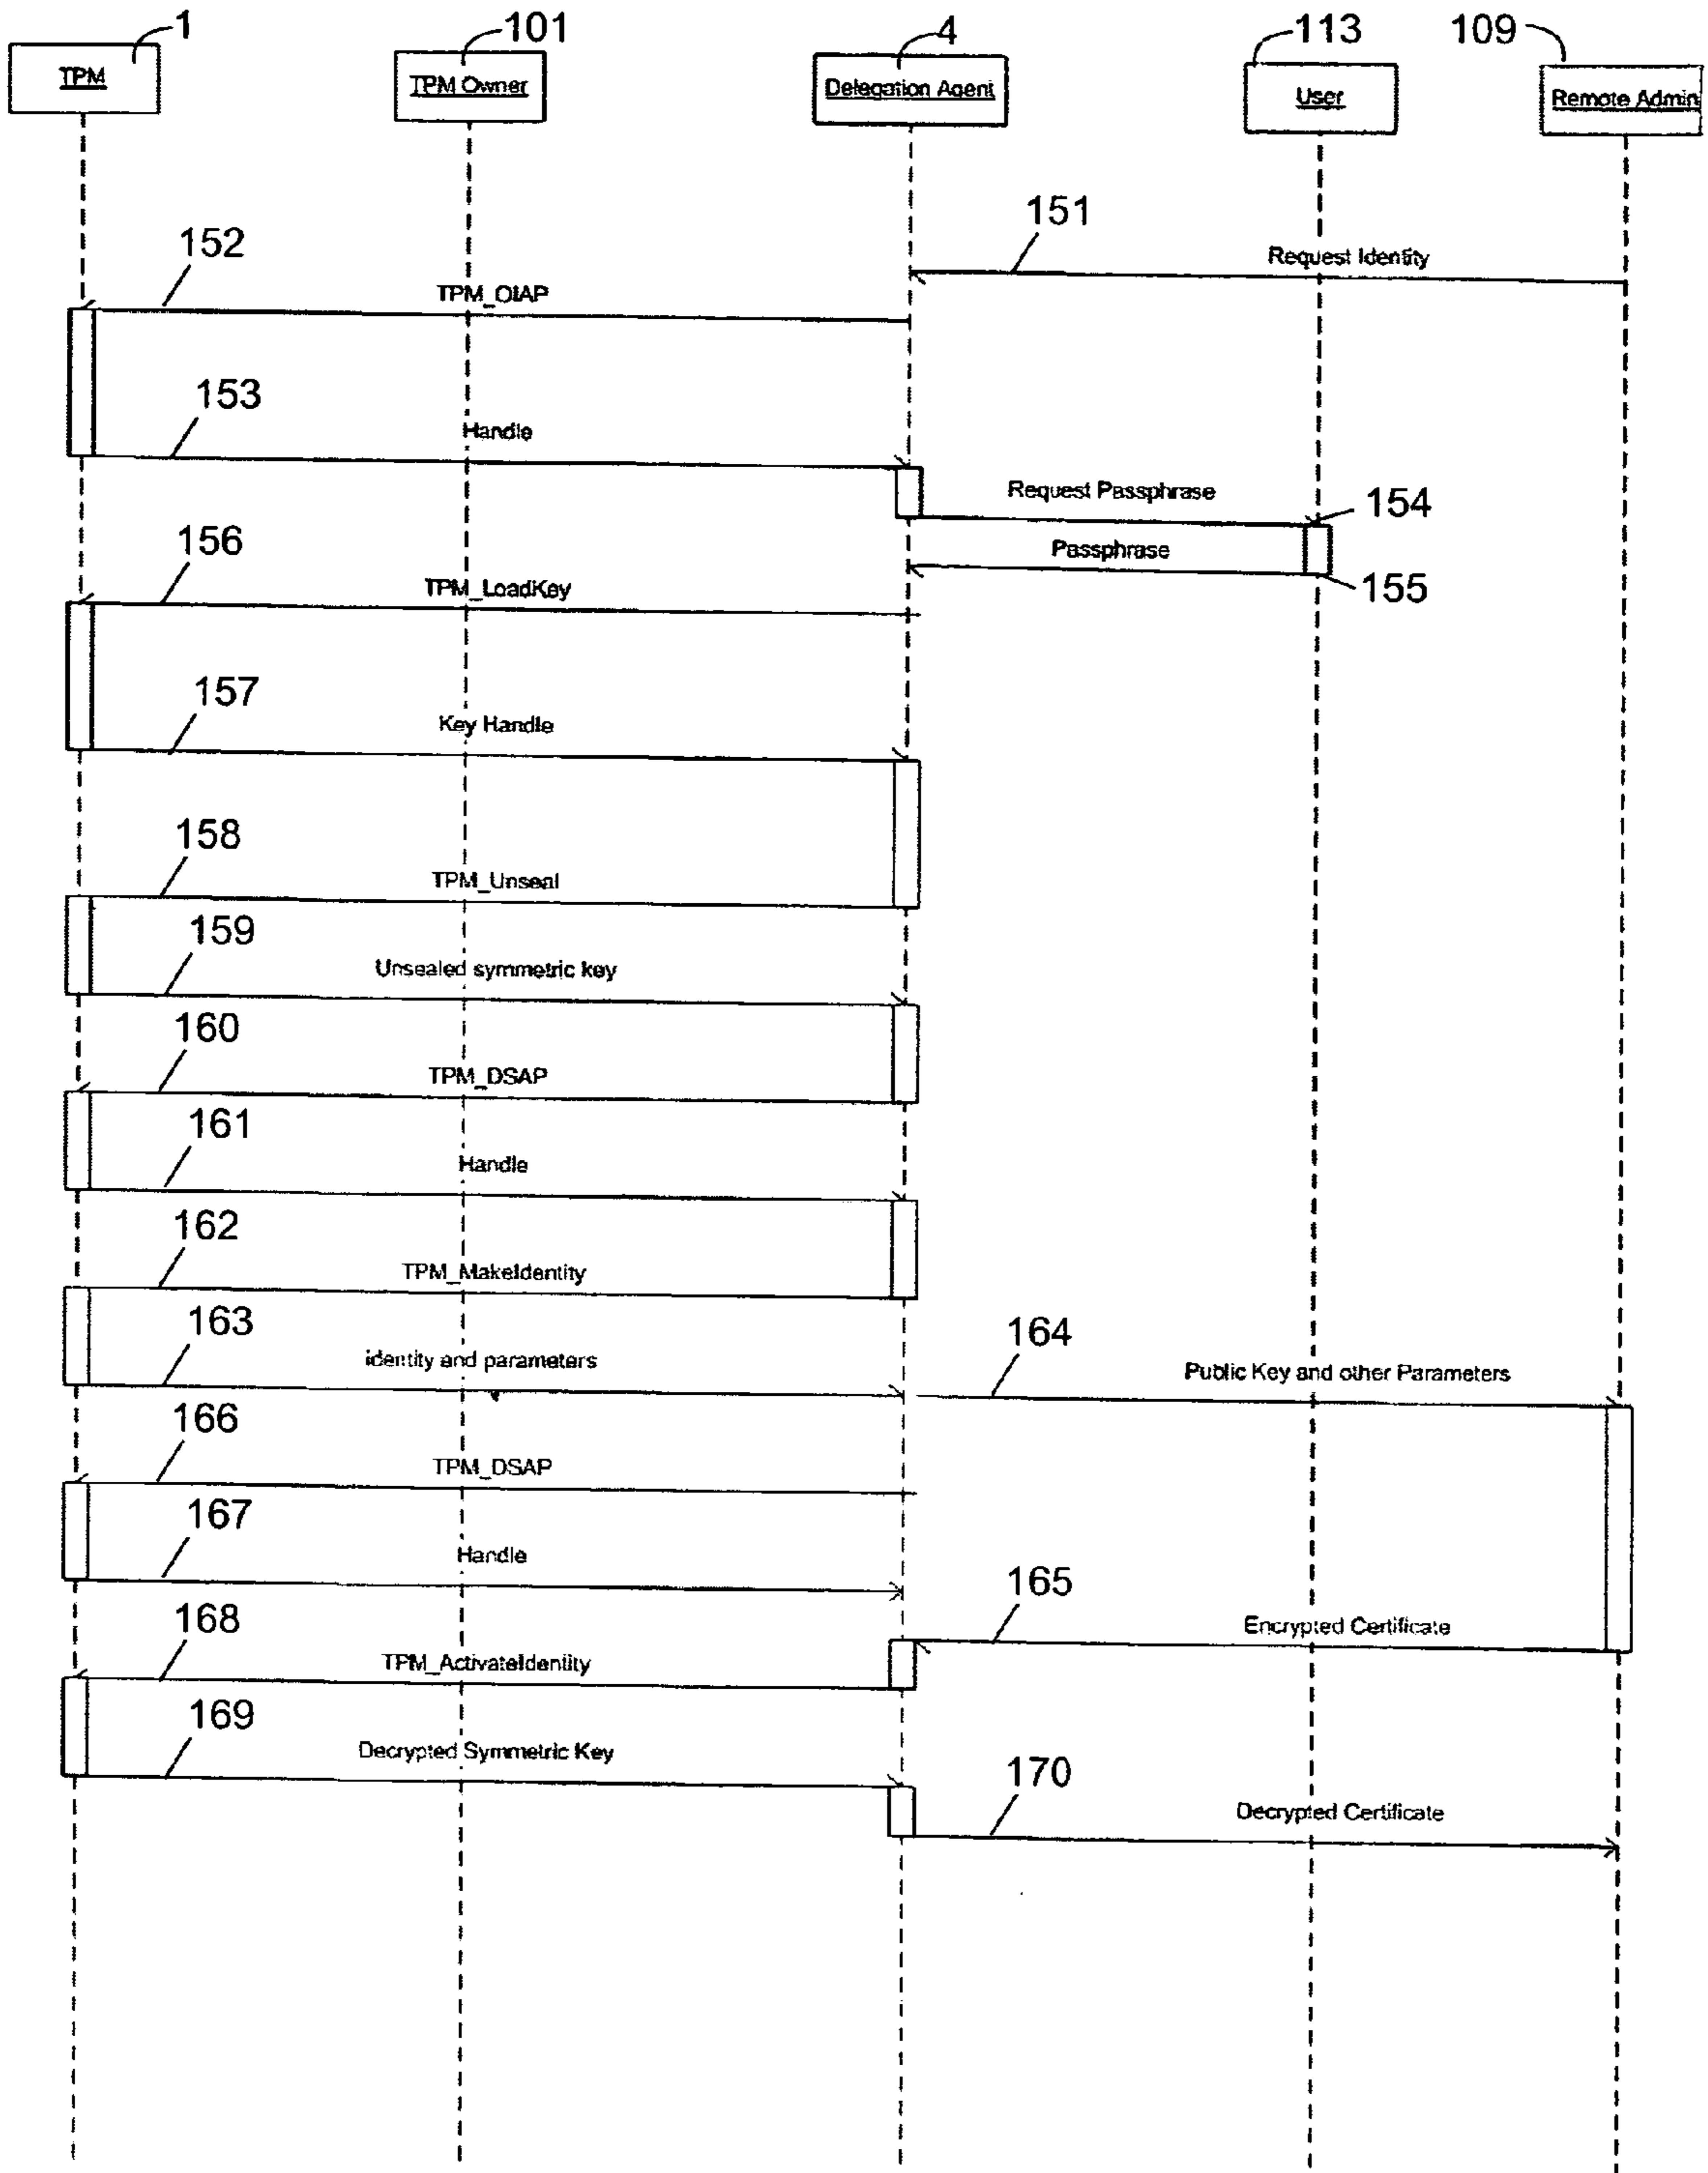 1
101
4
113
109
TPM
TPM Owner
Delegation Agent
User
Remote Admin
151
Request Identity
152
TPM_OIAP
153
Handle
Request Passphrase
154
156
Passphrase
155
TPM_LoadKey
157
Key Handle
158
TPM_Unseal
159
Unsealed symmetric key
160
TPM_DSAP
161
Handle
162
TPM_MakeIdentity
163
164
identity and parameters
Public Key and other Parameters
166
TPM_DSAP
167
Handle
165
168
Encrypted Certificate
TPM_ActivateIdentity
169
Decrypted Symmetric Key
170
Decrypted Certificate